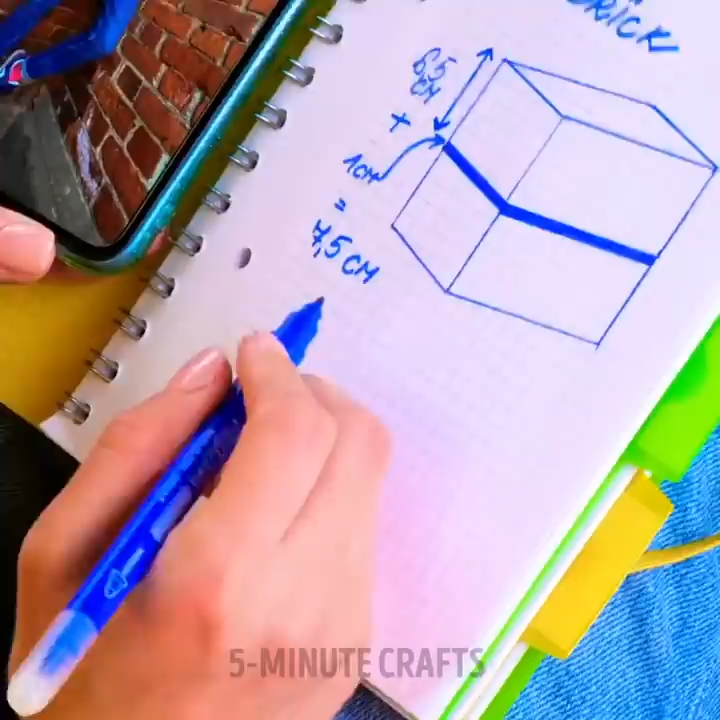 BRICK
6,5
CM
+
1CM
=
7,5 CM
5-MINUTE CRAFTS